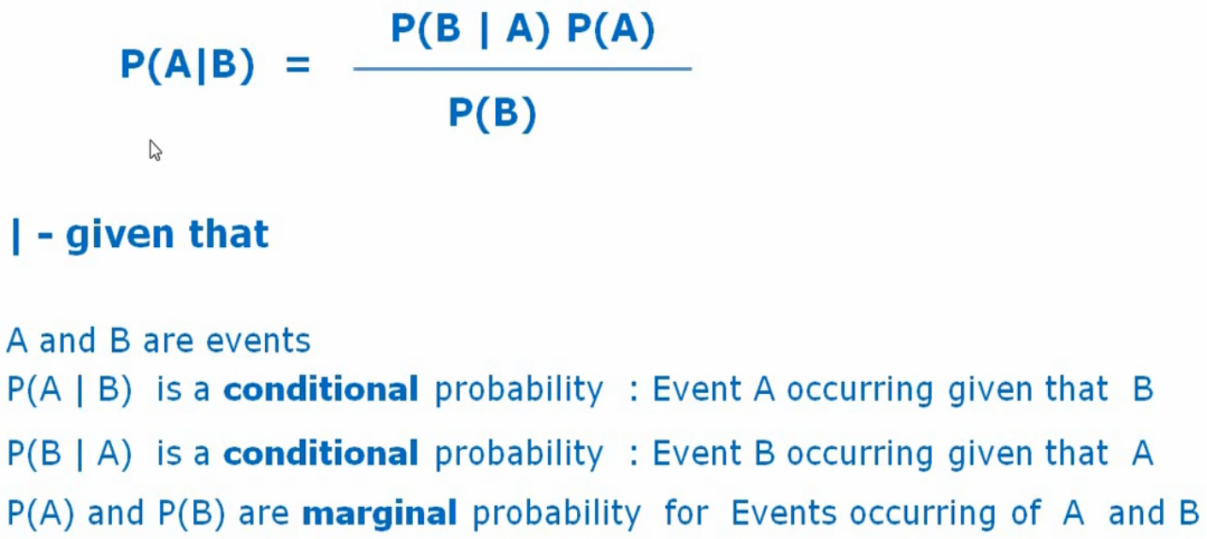 P(B | A) P(A)
P(A|B) =
P(B)
| - given that
A and B are events
P(A | B) is a conditional probability : Event A occurring given that B
P(B | A) is a conditional probability : Event B occurring given that A
P(A) and P(B) are marginal probability for Events occurring of A and B